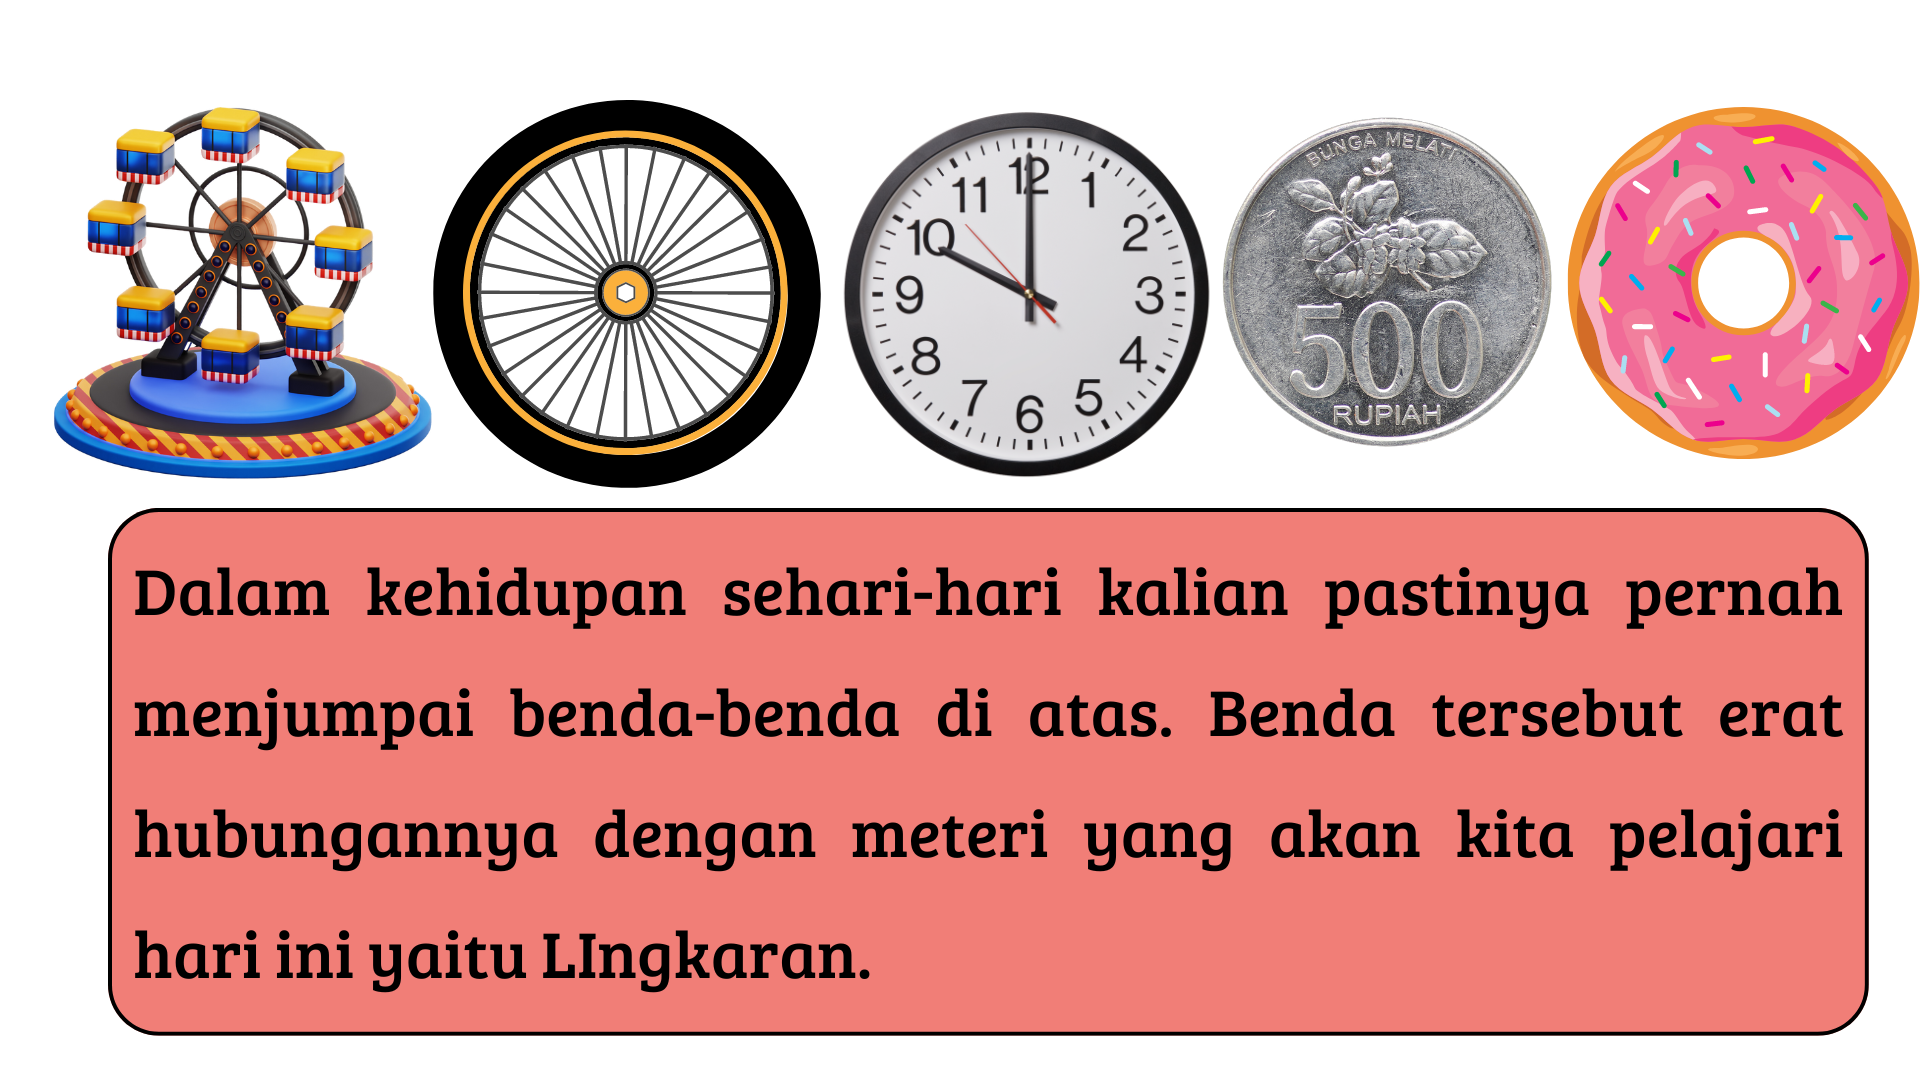 BUNGA MELATI
12
11
1
10
2
9
3
8
4
7
5
6
500
RUPIAH
Dalam kehidupan sehari-hari kalian pastinya pernah
menjumpai benda-benda di atas. Benda tersebut erat
hubungannya dengan meteri yang akan kita pelajari
hari ini yaitu LIngkaran.